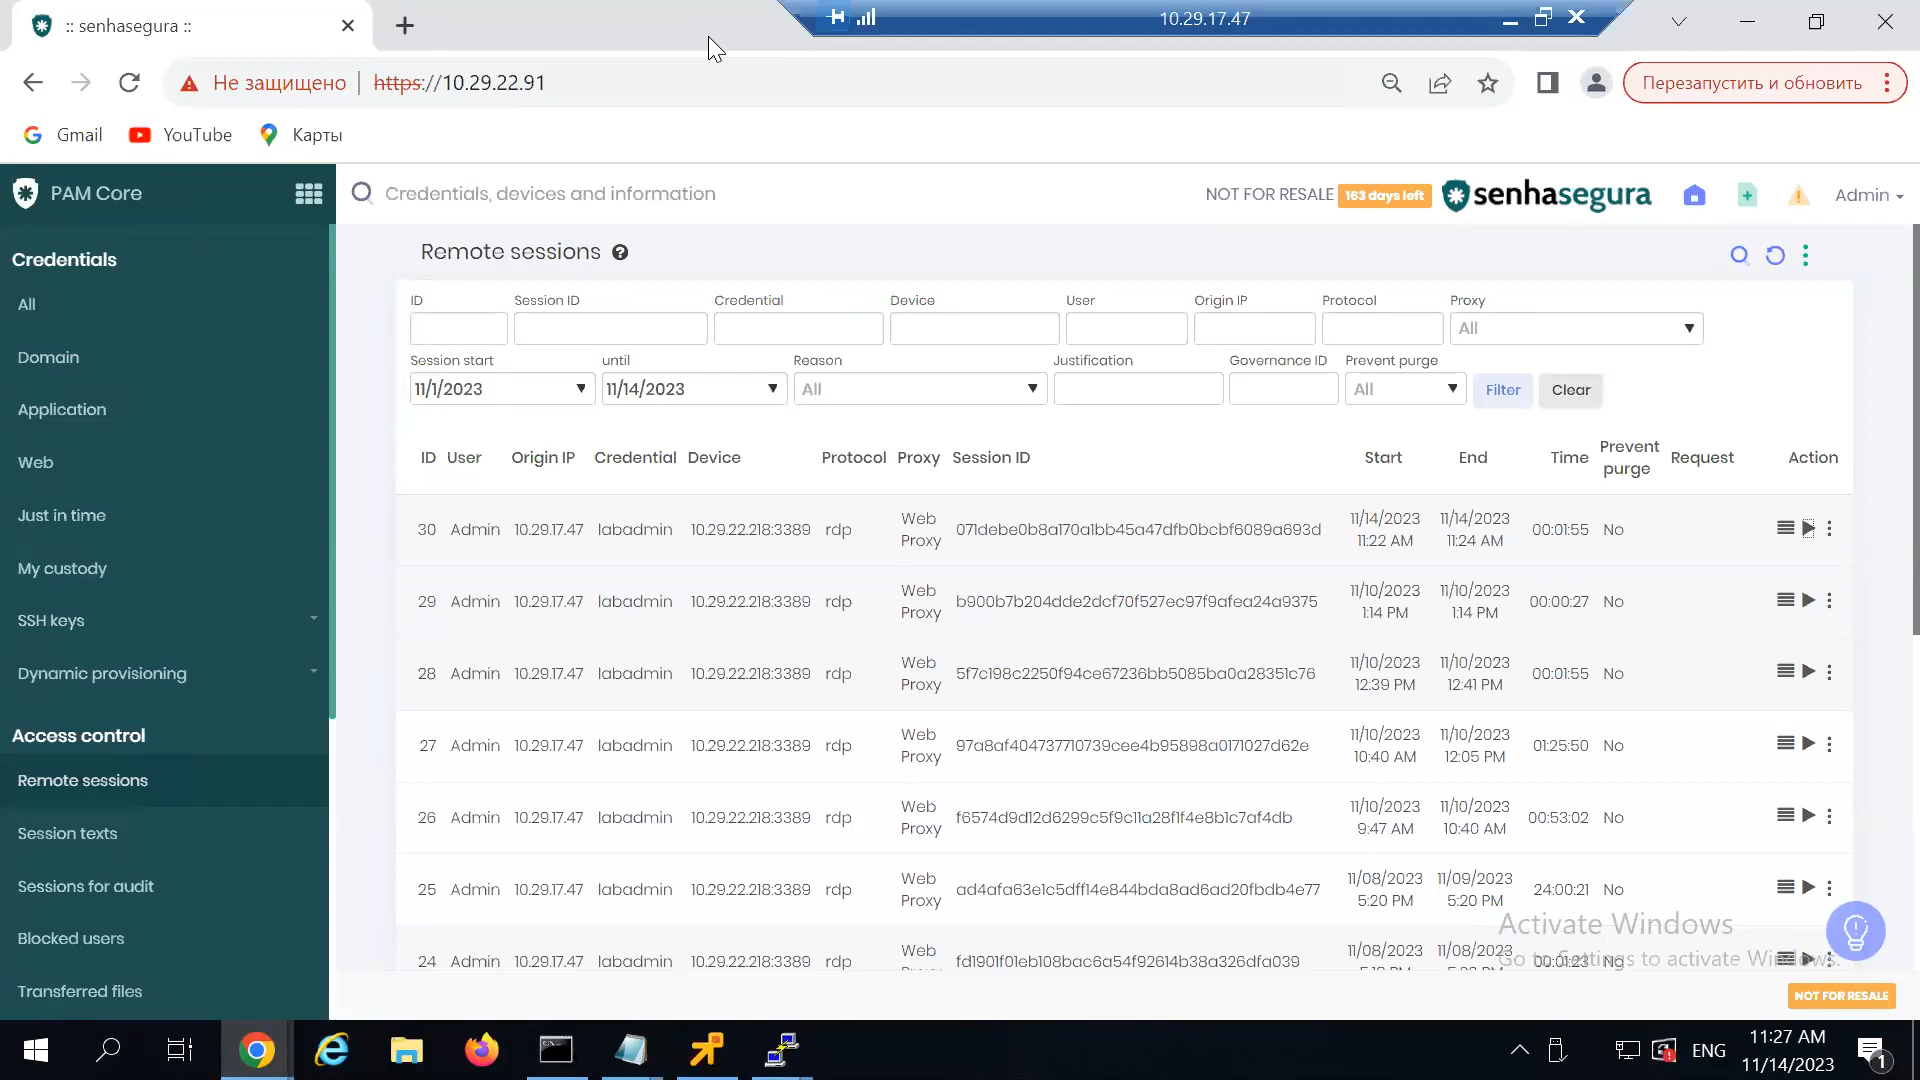 :: senhasegura ::
10.29.17.47
Не защищено
https://10.29.22.91
Перезапустить и обновить
Gmail
YouTube
Карты
PAM Core
Credentials, devices and information
NOT FOR RESALE 163 days left
senhasegura
Admin
Credentials
All
Domain
Application
Web
Just in time
My custody
SSH keys
Dynamic provisioning
Access control
Remote sessions
Session texts
Sessions for audit
Blocked users
Transferred files
Remote sessions
ID Session ID Credential Device User Origin IP Protocol Proxy
All
Session start until Reason Justification Governance ID Prevent purge
11/1/2023 11/14/2023 All All Filter Clear
ID User Origin IP Credential Device Protocol Proxy Session ID Start End Time Prevent purge Request Action
30 Admin 10.29.17.47 labadmin 10.29.22.218:3389 rdp Web Proxy 071debe0b8a170a1bb45a47dfb0bcbf6089a693d 11/14/2023 11:22 AM 11/14/2023 11:24 AM 00:01:55 No
29 Admin 10.29.17.47 labadmin 10.29.22.218:3389 rdp Web Proxy b900b7b204dde2dcf70f527ec97f9afea24a9375 11/10/2023 1:14 PM 11/10/2023 1:14 PM 00:00:27 No
28 Admin 10.29.17.47 labadmin 10.29.22.218:3389 rdp Web Proxy 5f7c198c2250f94ce67236bb5085ba0a28351c76 11/10/2023 12:39 PM 11/10/2023 12:41 PM 00:01:55 No
27 Admin 10.29.17.47 labadmin 10.29.22.218:3389 rdp Web Proxy 97a8af404737710739cee4b95898a0171027d62e 11/10/2023 10:40 AM 11/10/2023 12:05 PM 01:25:50 No
26 Admin 10.29.17.47 labadmin 10.29.22.218:3389 rdp Web Proxy f6574d9d12d6299c5f9c11a28f1f4e8b1c7af4db 11/10/2023 9:47 AM 11/10/2023 10:40 AM 00:53:02 No
25 Admin 10.29.17.47 labadmin 10.29.22.218:3389 rdp Web Proxy ad4afa63e1c5dff14e844bda8ad6ad20fbdb4e77 11/08/2023 5:20 PM 11/09/2023 5:20 PM 24:00:21 No
24 Admin 10.29.17.47 labadmin 10.29.22.218:3389 rdp Web fd1901f01eb108bac6a54f92614b38a326dfa039 11/08/2023 11/08/2023 00:01:23 No
Activate Windows
Go to Settings to activate Windows.
NOT FOR RESALE
ENG
11:27 AM
11/14/2023
1